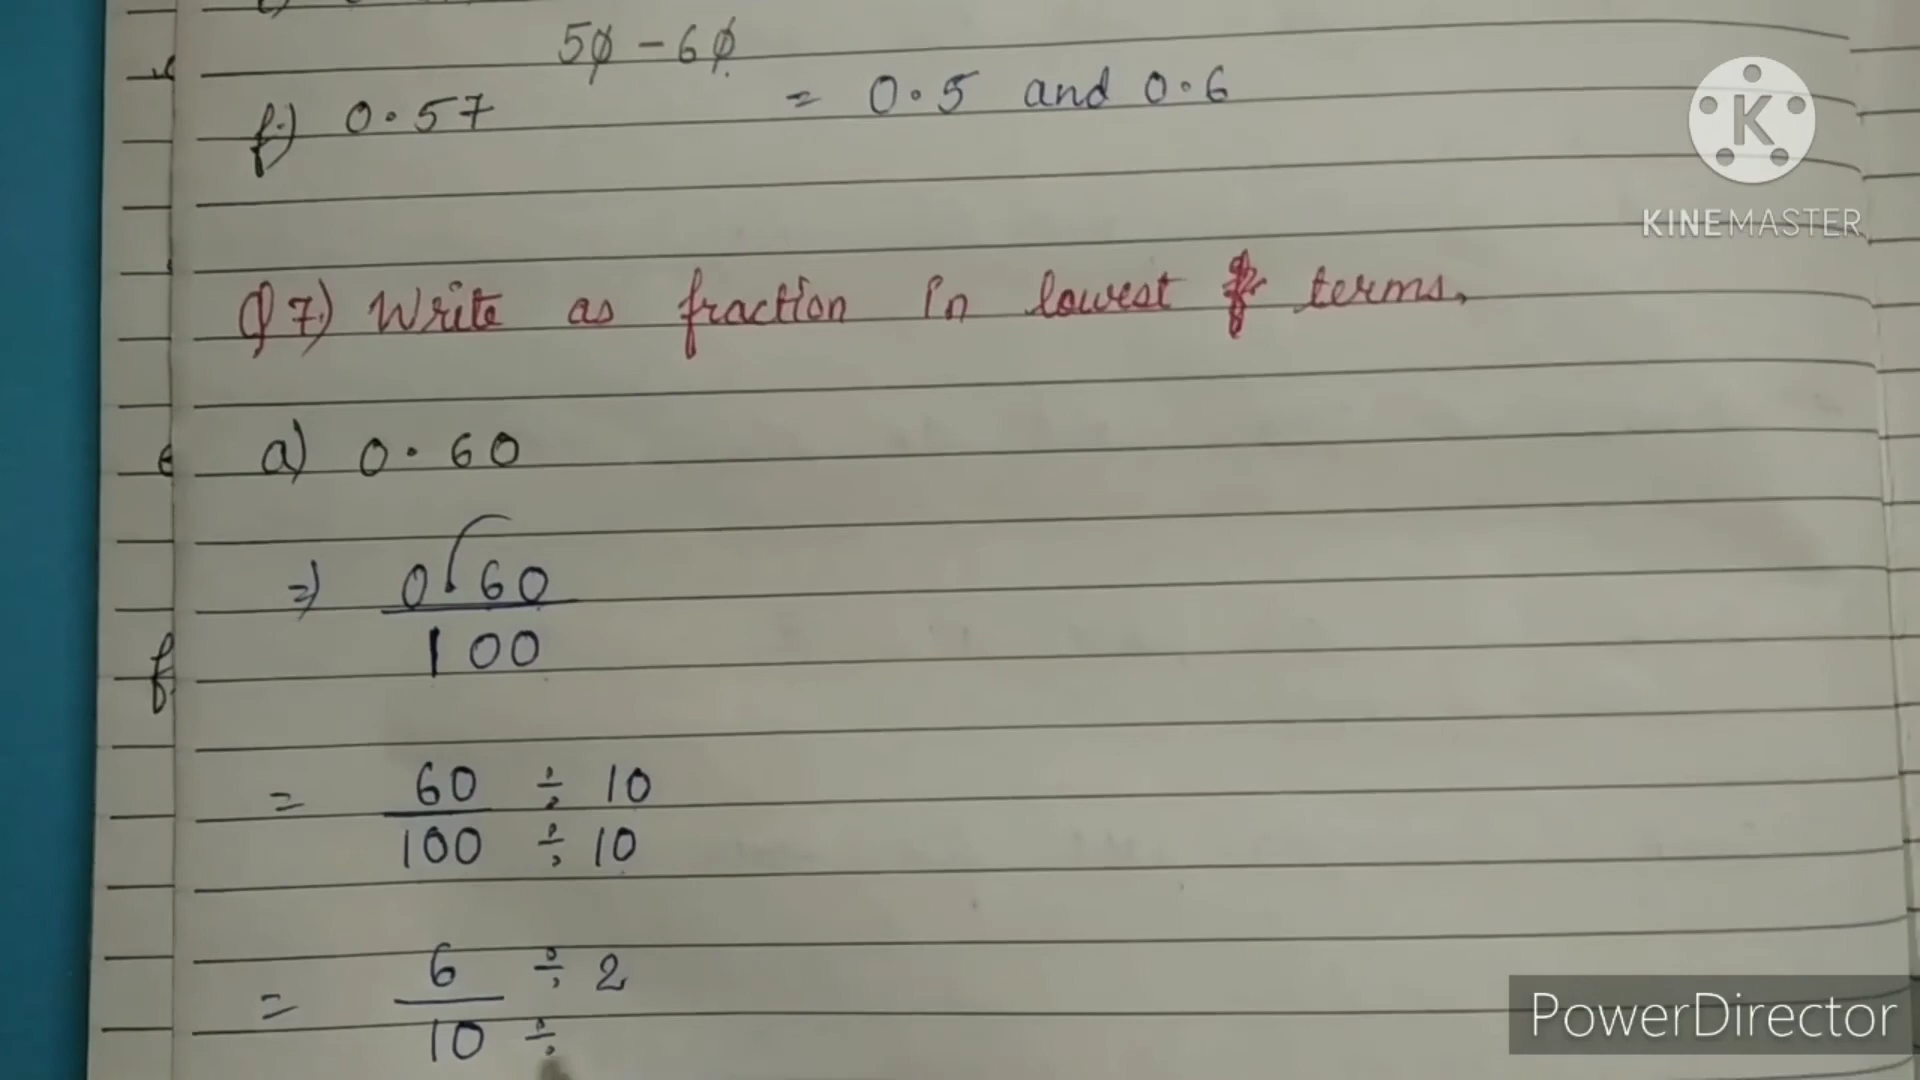 50 - 60
f.) 0.57 = 0.5 and 0.6
K
KINEMASTER
Q7.) Write as fraction in lowest terms.
a) 0.60
=) 0.60
100
= 60 ÷ 10
100 ÷ 10
= 6 ÷ 2
10 ÷
PowerDirector